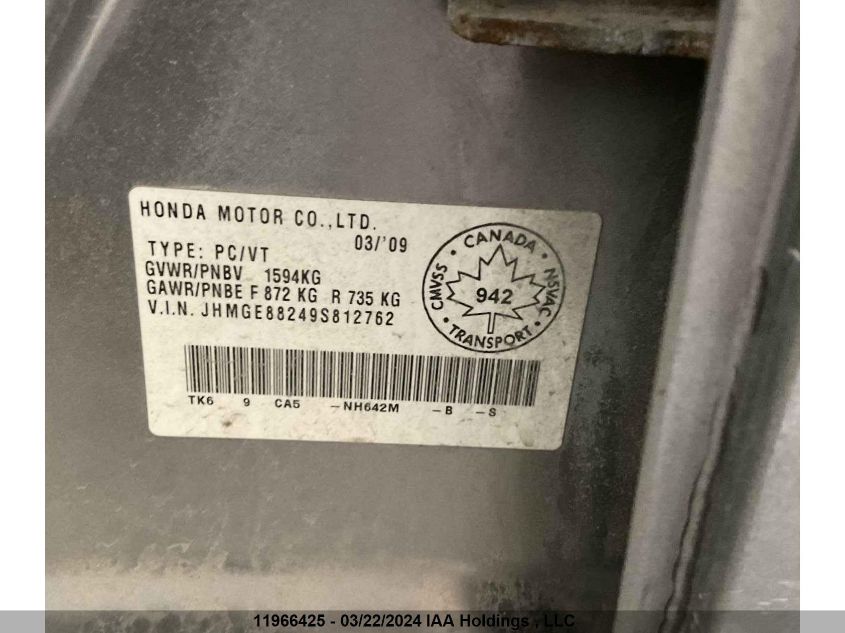 HONDA MOTOR CO.,LTD.
03/'09
TYPE: PC/VT
GVWR/PNBV 1594KG
GAWR/PNBE F 872 KG R 735 KG
V.I.N. JHMGE88249S812762
CANADA
CMVSS 942 NSVAC
TRANSPORT
TK6 9 CA5 -NH642M -B -S
11966425 - 03/22/2024 IAA Holdings , LLC